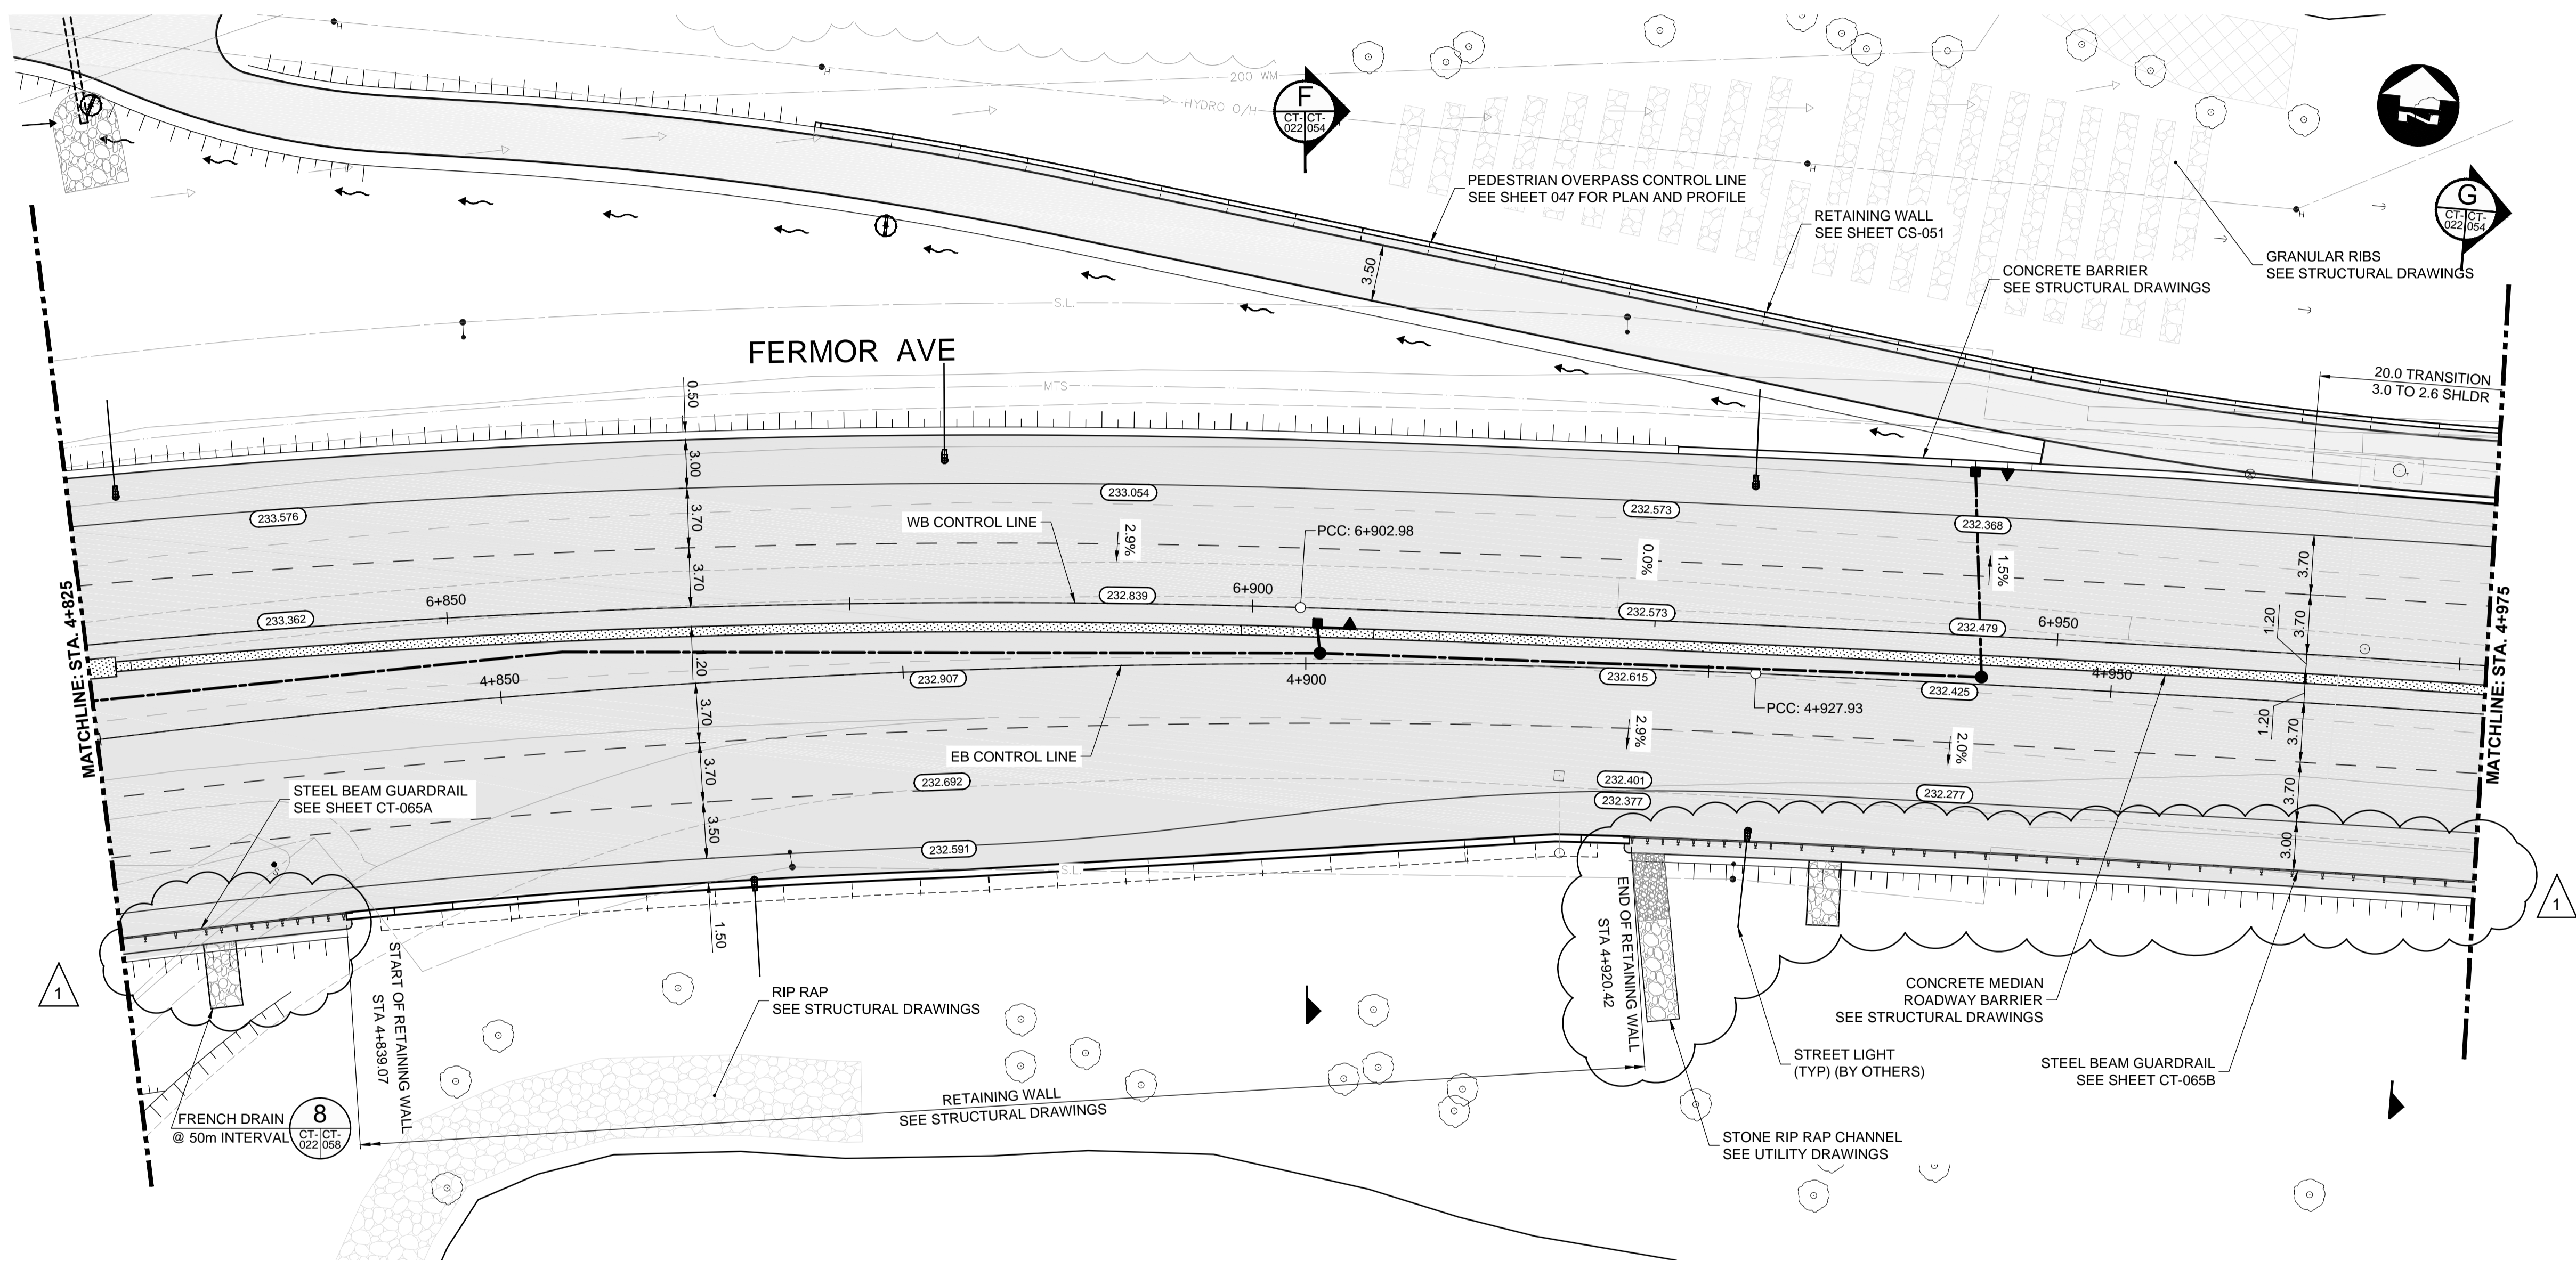 H
H
200 WM
HYDRO O/H
F
CT-
022
CT-
054
N
H
H
G
CT-
022
CT-
054
PEDESTRIAN OVERPASS CONTROL LINE
SEE SHEET 047 FOR PLAN AND PROFILE
RETAINING WALL
SEE SHEET CS-051
GRANULAR RIBS
SEE STRUCTURAL DRAWINGS
CONCRETE BARRIER
SEE STRUCTURAL DRAWINGS
3.50
S.L.
FERMOR AVE
MTS
0.50
20.0 TRANSITION
3.0 TO 2.6 SHLDR
3.00
233.576
233.054
232.573
232.368
WB CONTROL LINE
PCC: 6+902.98
3.70
2.9%
0.0%
1.5%
3.70
3.70
6+850
6+900
232.839
233.362
232.573
232.479
6+950
1.20
3.70
MATCHLINE: STA. 4+825
MATCHLINE: STA. 4+975
1.20
4+850
232.907
4+900
232.615
232.425
4+950
PCC: 4+927.93
3.70
1.20
3.70
2.9%
2.0%
EB CONTROL LINE
3.70
232.692
232.401
232.377
232.277
3.70
STEEL BEAM GUARDRAIL
SEE SHEET CT-065A
3.50
232.591
3.00
S.L.
1.50
1
1
START OF RETAINING WALL
STA 4+839.07
END OF RETAINING WALL
STA 4+920.42
RIP RAP
SEE STRUCTURAL DRAWINGS
CONCRETE MEDIAN
ROADWAY BARRIER
SEE STRUCTURAL DRAWINGS
STREET LIGHT
(TYP) (BY OTHERS)
STEEL BEAM GUARDRAIL
SEE SHEET CT-065B
RETAINING WALL
SEE STRUCTURAL DRAWINGS
FRENCH DRAIN
@ 50m INTERVAL
8
CT-
022
CT-
058
STONE RIP RAP CHANNEL
SEE UTILITY DRAWINGS